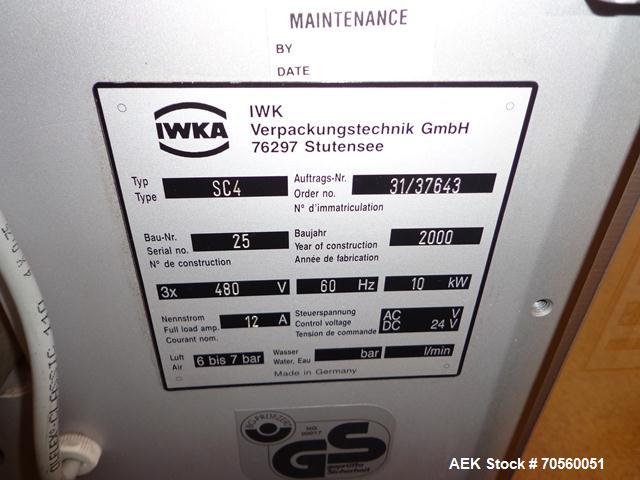 MAINTENANCE
BY
DATE
IWKA
IWK
Verpackungstechnik GmbH
76297 Stutensee
Typ
Type
SC4
Auftrags-Nr.
Order no.
N° d'immatriculation
31/37643
Bau-Nr.
Serial no.
N° de construction
25
Baujahr
Year of construction
Année de fabrication
2000
3x 480 V 60 Hz 10 kW
Nennstrom
Full load amp.
Courant nom.
12 A
Steuerspannung
Control voltage
Tension de commande
AC V
DC 24 V
Luft
Air
6 bis 7 bar
Wasser
Water, Eau
bar
l/min
Made in Germany
GS
geprüfte
Sicherheit
AEK Stock # 70560051